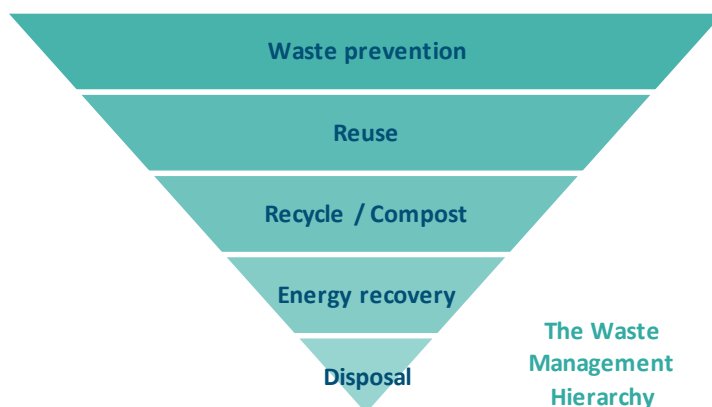 Waste prevention
Reuse
Recycle / Compost
Energy recovery
Disposal
The Waste
Management
Hierarchy